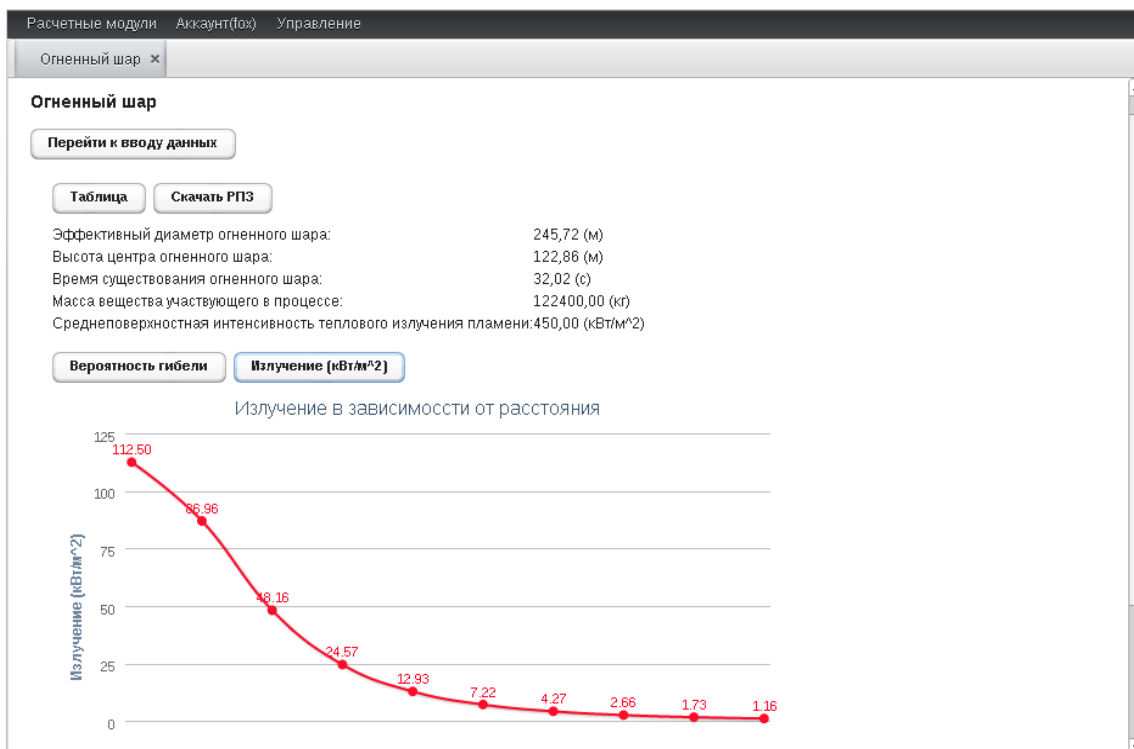 Расчетные модули Аккаунт(fox) Управление
Огненный шар ×
Огненный шар
Перейти к вводу данных
Таблица Скачать РПЗ
Эффективный диаметр огненного шара: 245,72 (м)
Высота центра огненного шара: 122,86 (м)
Время существования огненного шара: 32,02 (с)
Масса вещества участвующего в процессе: 122400,00 (кг)
Среднеповерхностная интенсивность теплового излучения пламени: 450,00 (кВт/м^2)
Вероятность гибели Излучение (кВт/м^2)
Излучение в зависимоссти от расстояния
Излучение (кВт/м^2)
125
100
75
50
25
0
112.50
86.96
48.16
24.57
12.93
7.22
4.27
2.66
1.73
1.16